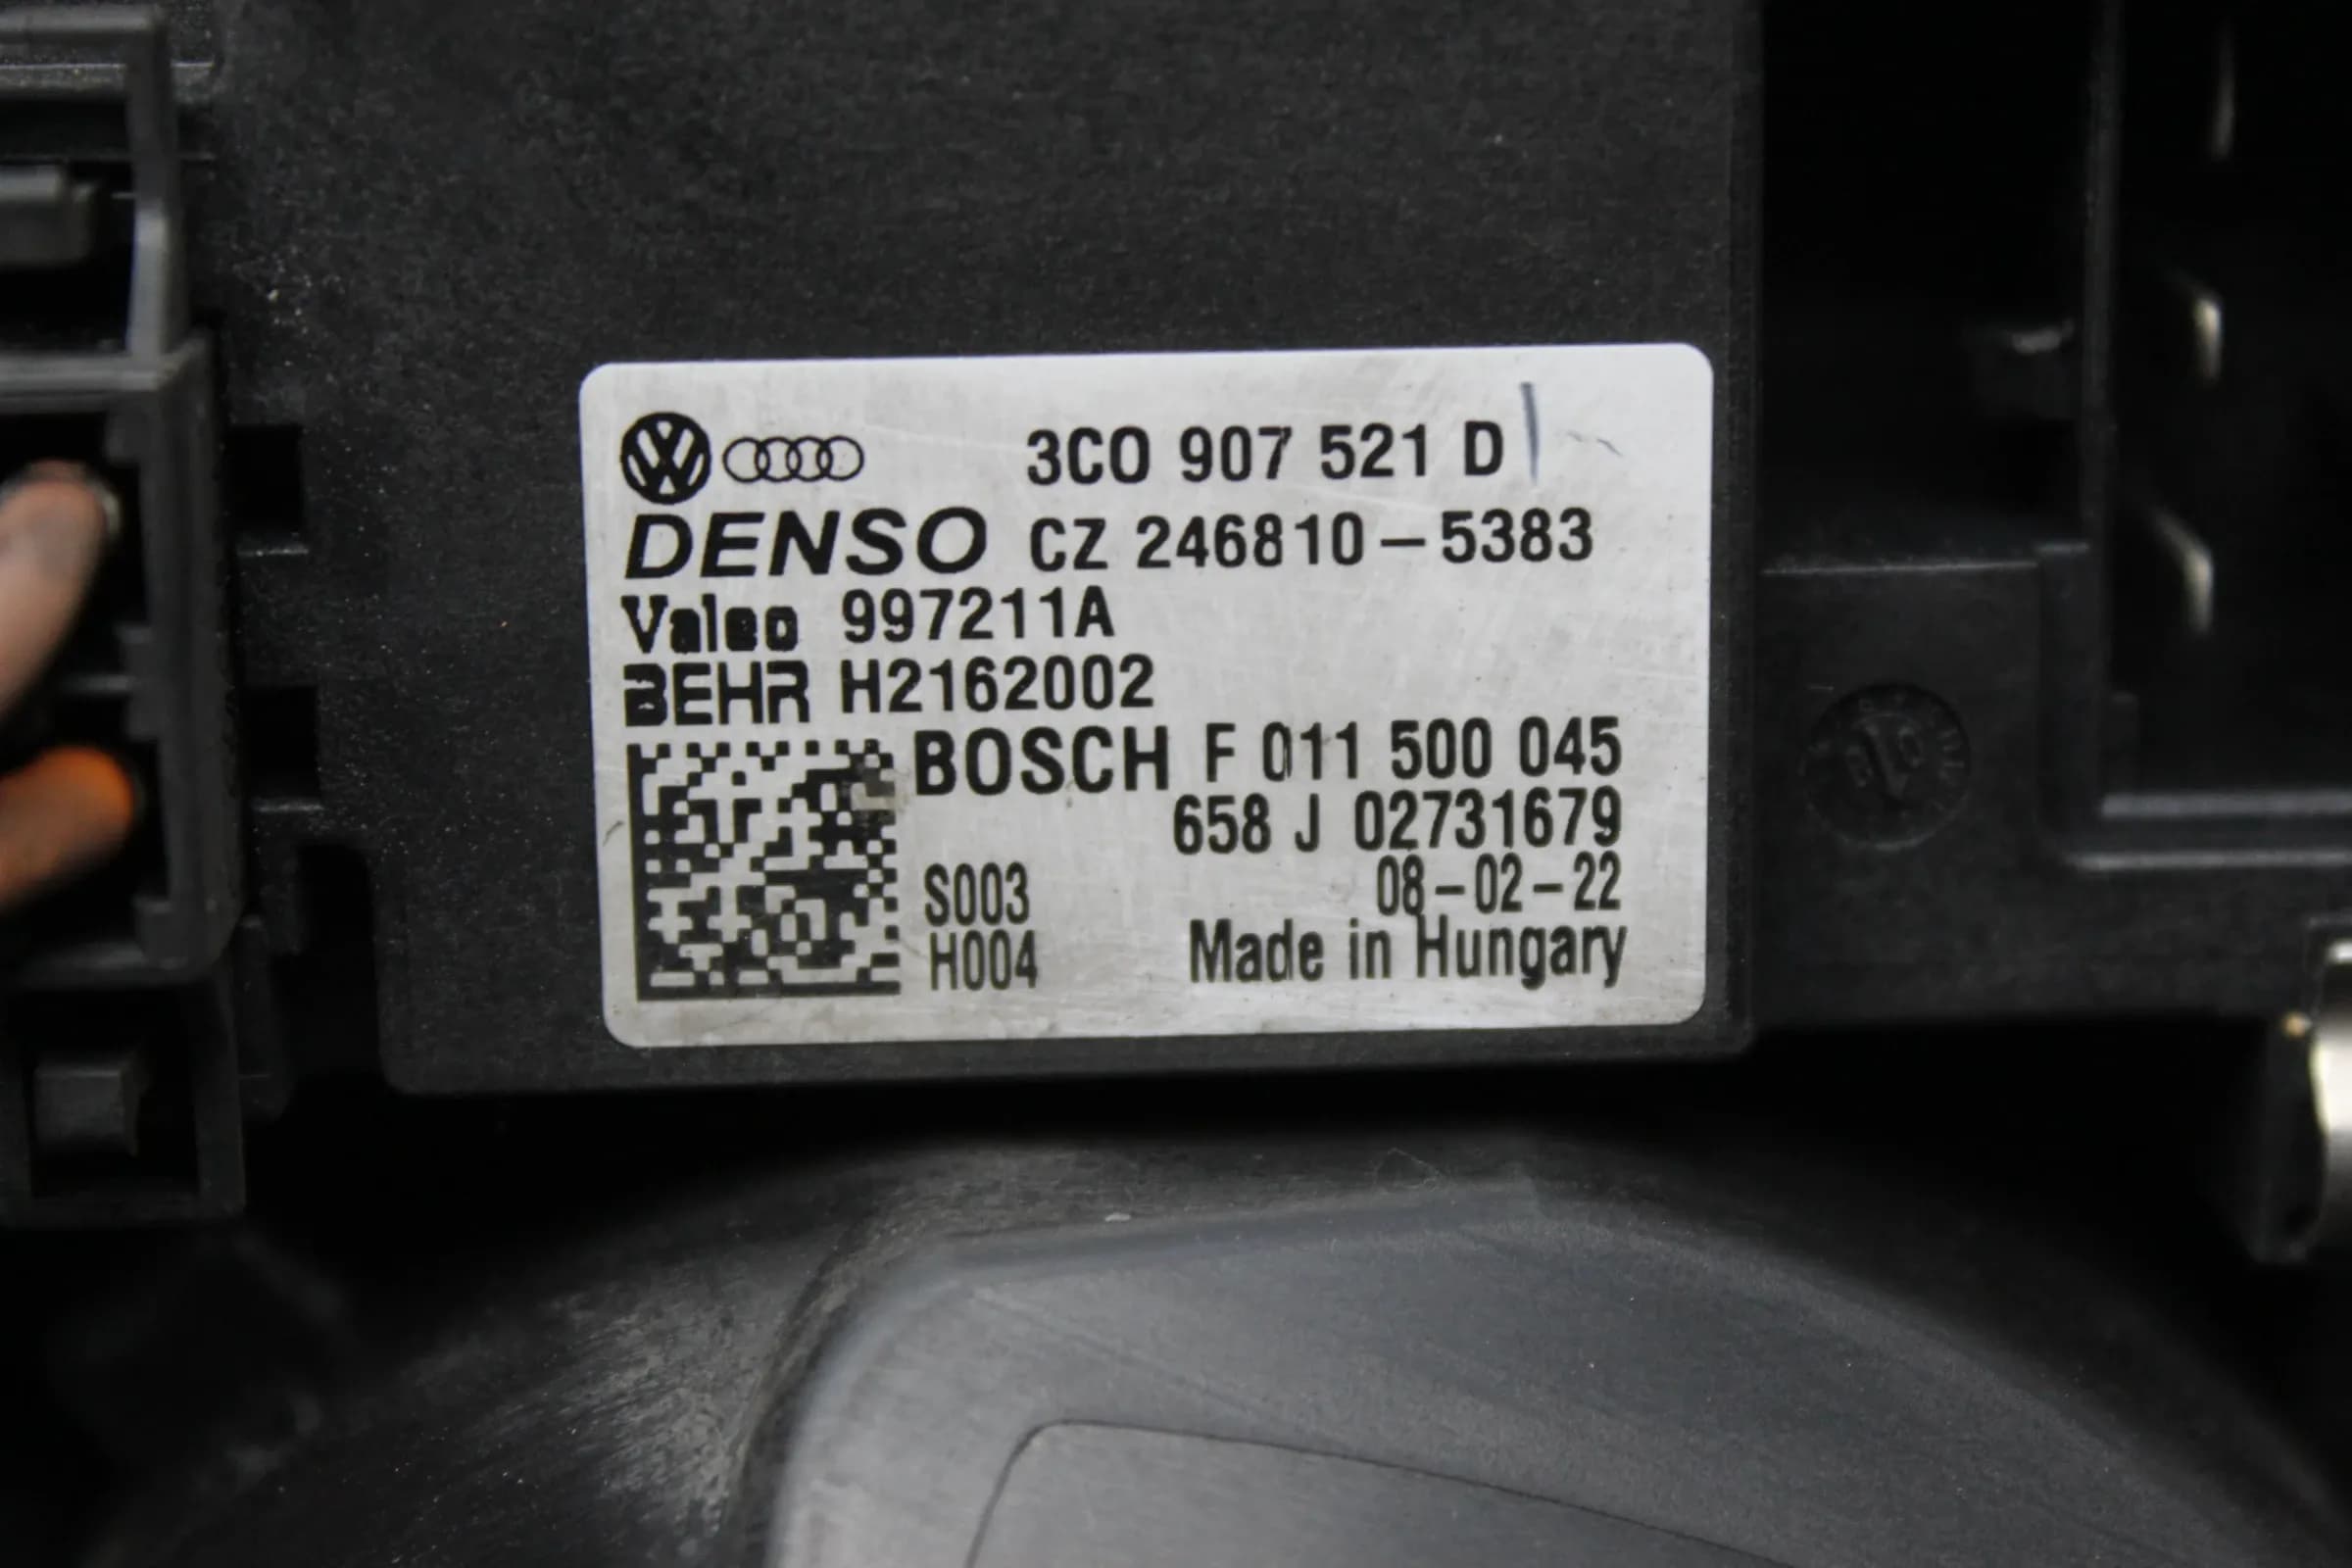 3C0 907 521 D
DENSO CZ 246810-5383
Valeo 997211A
BEHR H2162002
BOSCH F 011 500 045
658 J 02731679
08-02-22
S003
H004
Made in Hungary